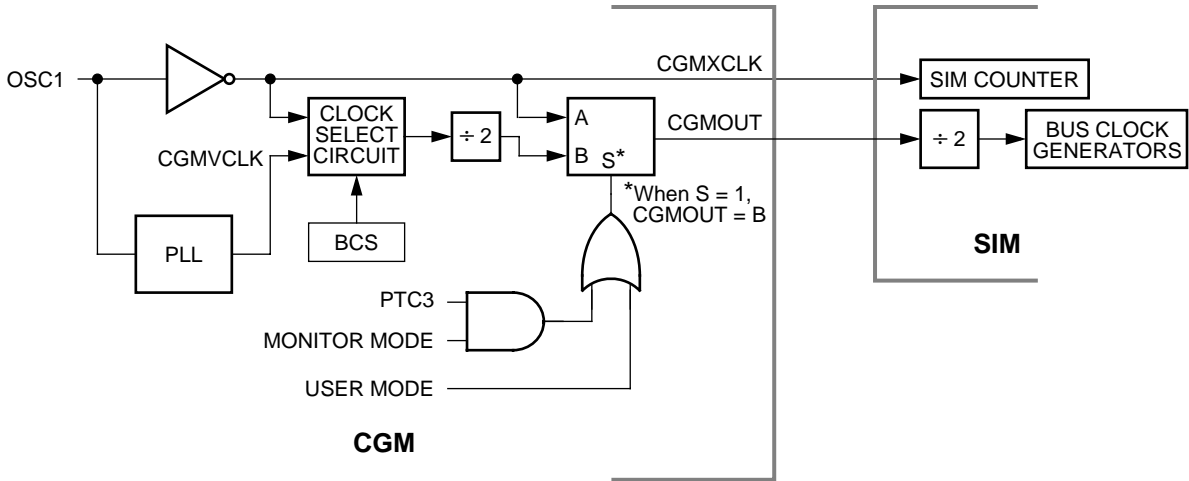 OSC1
CGMVCLK
PLL
CLOCK
SELECT
CIRCUIT
BCS
÷ 2
A
B
S*
*When S = 1,
CGMOUT = B
PTC3
MONITOR MODE
USER MODE
CGM
CGMXCLK
CGMOUT
SIM COUNTER
÷ 2
BUS CLOCK
GENERATORS
SIM